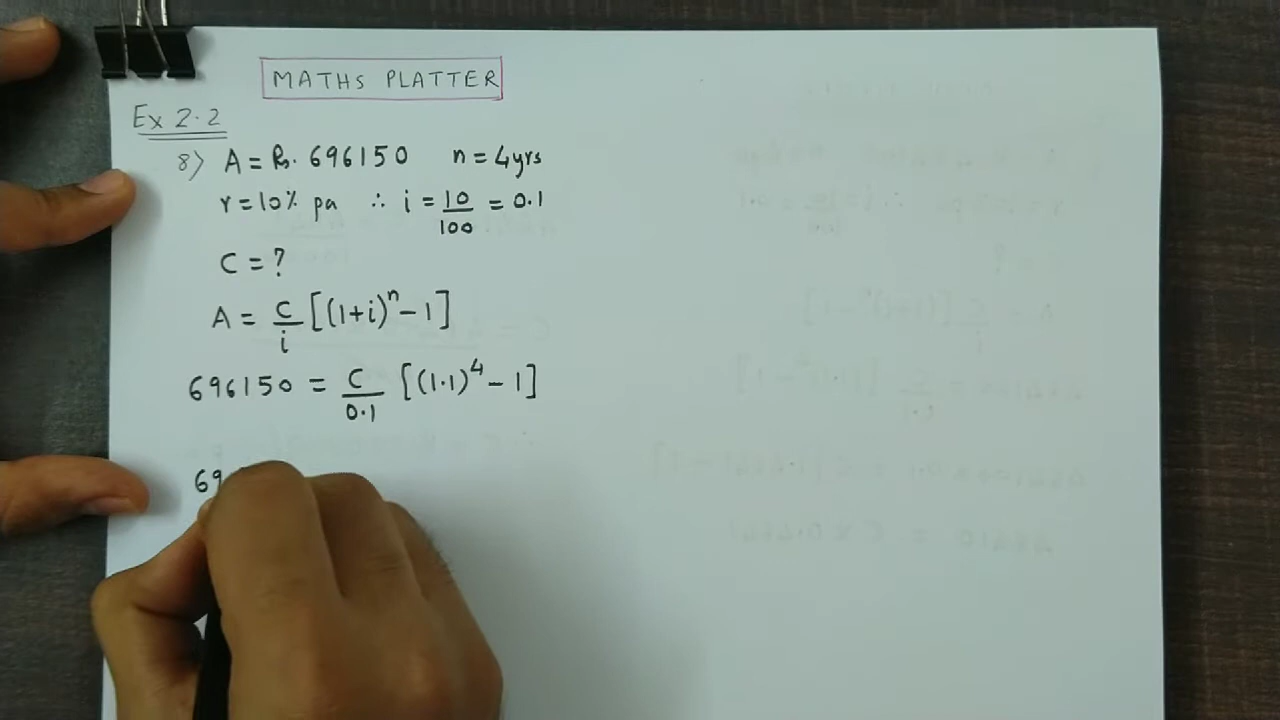 MATHS PLATTER
Ex 2.2
8) A = Rs. 696150 n = 4yrs
r = 10% pa ∴ i = 10/100 = 0.1
C = ?
A = C/i [(1+i)^n - 1]
696150 = C/0.1 [(1.1)^4 - 1]
69